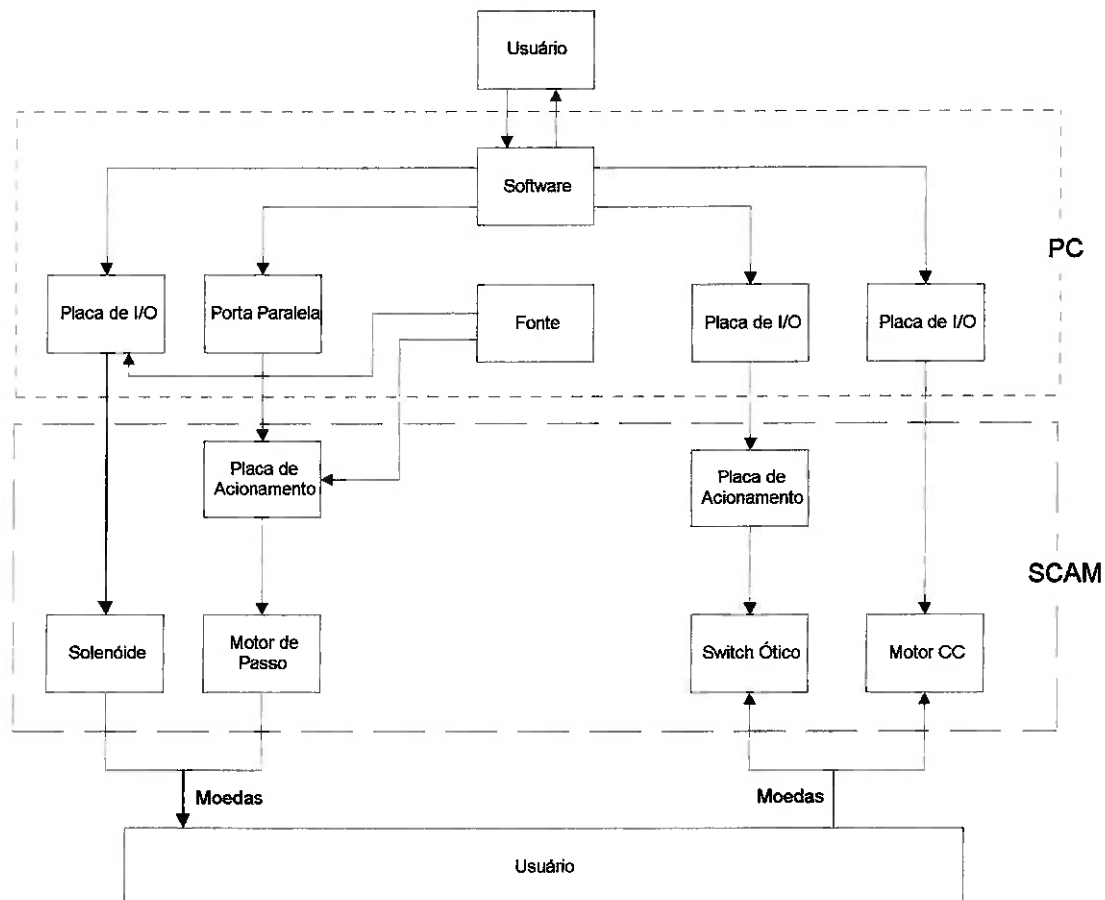 Usuário
Software
PC
Placa de I/O
Porta Paralela
Fonte
Placa de I/O
Placa de I/O
Placa de
Acionamento
Placa de
Acionamento
SCAM
Solenóide
Motor de
Passo
Switch Ótico
Motor CC
Moedas
Moedas
Usuário